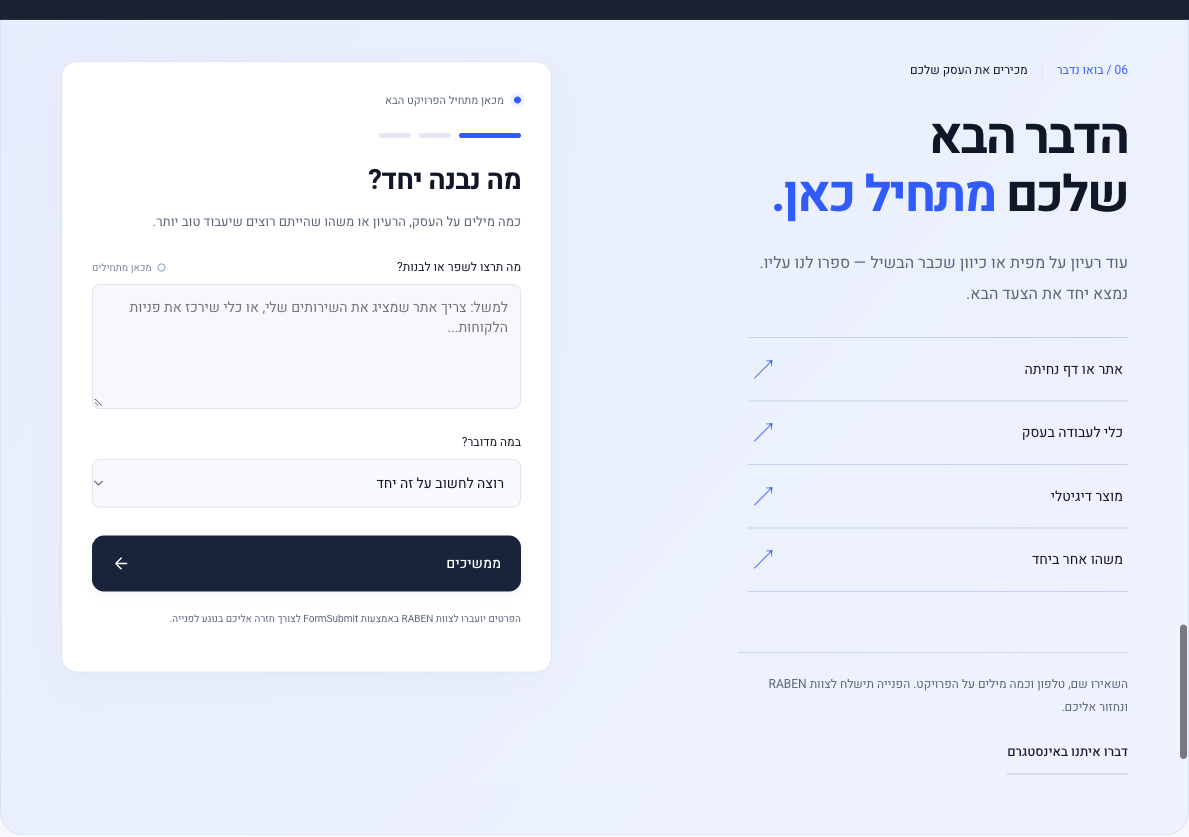 06 / בואו נדבר
מכירים את העסק שלכם
הדבר הבא
שלכם מתחיל כאן.
עוד רעיון על מפית או כיוון שכבר הבשיל — ספרו לנו עליו.
נמצא יחד את הצעד הבא.
אתר או דף נחיתה
כלי לעבודה בעסק
מוצר דיגיטלי
משהו אחר ביחד
השאירו שם, טלפון וכמה מילים על הפרויקט. הפנייה תישלח לצוות RABEN
ונחזור אליכם.
דברו איתנו באינסטגרם
מכאן מתחיל הפרויקט הבא
מה נבנה יחד?
כמה מילים על העסק, הרעיון או משהו שהייתם רוצים שיעבוד טוב יותר.
מה תרצו לשפר או לבנות?
מכאן מתחילים
למשל: צריך אתר שמציג את השירותים שלי, או כלי שירכז את פניות
הלקוחות...
במה מדובר?
רוצה לחשוב על זה יחד
ממשיכים
הפרטים יועברו לצוות RABEN באמצעות FormSubmit לצורך חזרה אליכם בנוגע לפנייה.